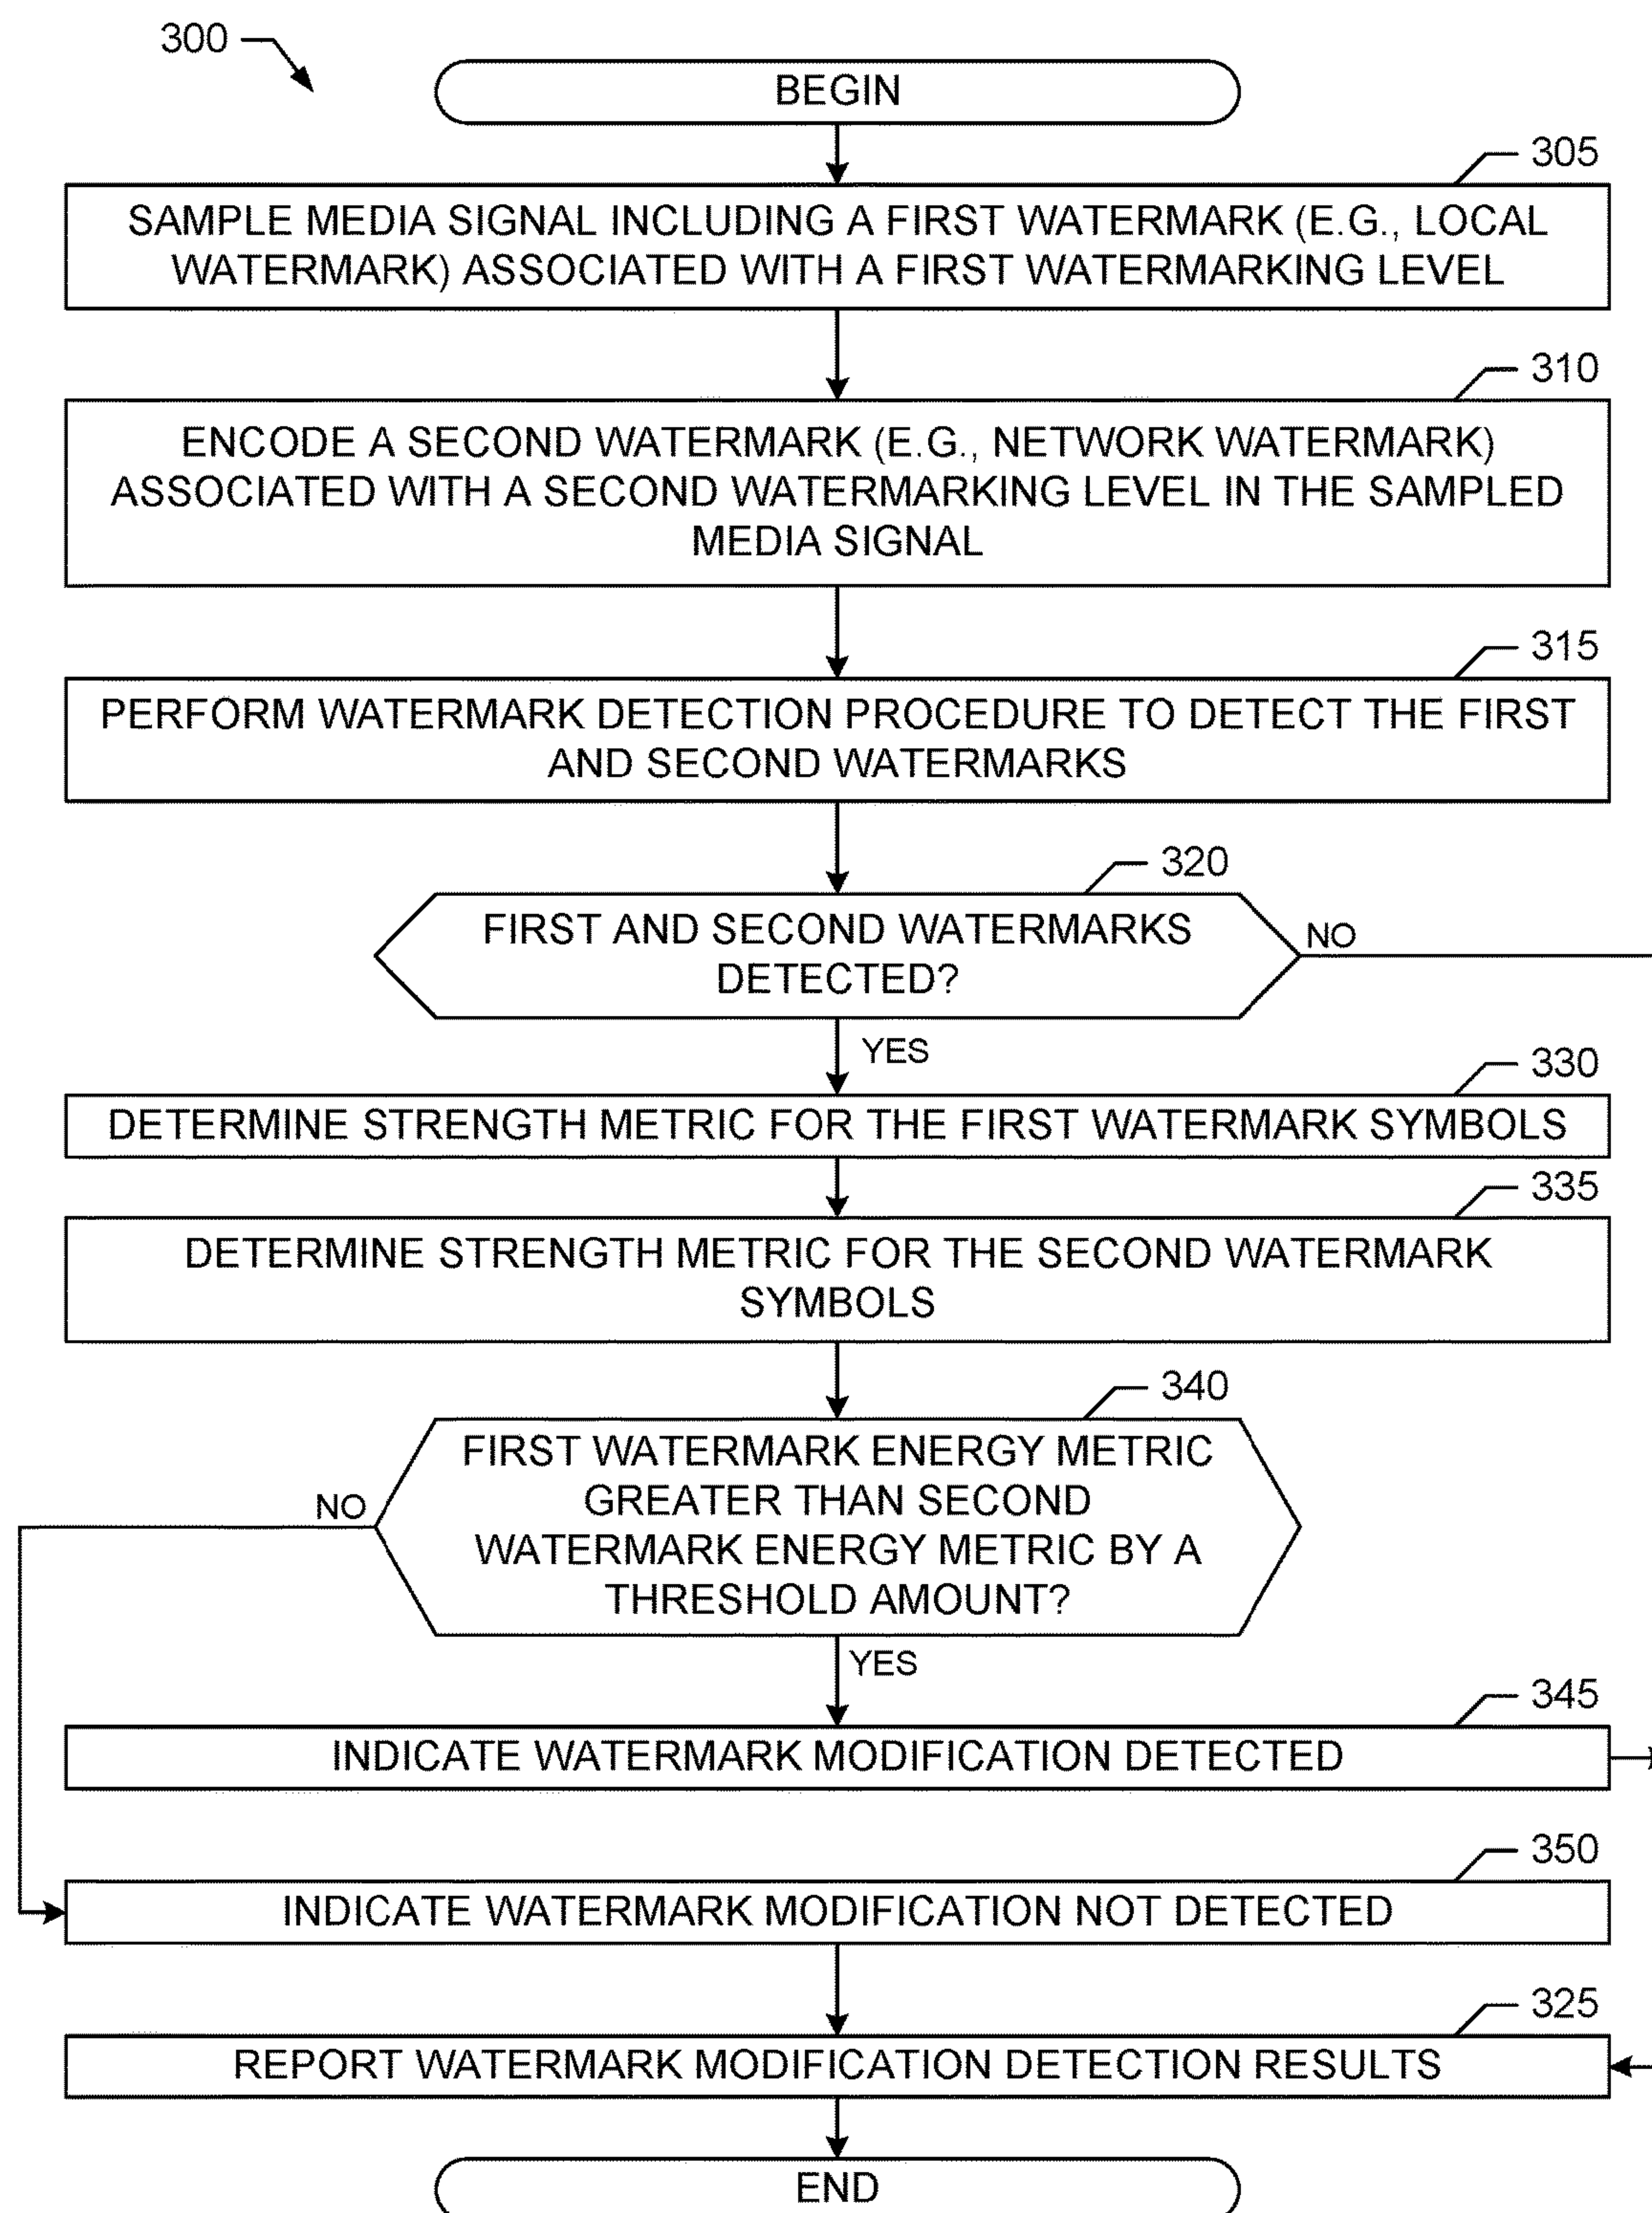 300
BEGIN
305
SAMPLE MEDIA SIGNAL INCLUDING A FIRST WATERMARK (E.G., LOCAL
WATERMARK) ASSOCIATED WITH A FIRST WATERMARKING LEVEL
310
ENCODE A SECOND WATERMARK (E.G., NETWORK WATERMARK)
ASSOCIATED WITH A SECOND WATERMARKING LEVEL IN THE SAMPLED
MEDIA SIGNAL
315
PERFORM WATERMARK DETECTION PROCEDURE TO DETECT THE FIRST
AND SECOND WATERMARKS
320
FIRST AND SECOND WATERMARKS
DETECTED?
NO
YES
330
DETERMINE STRENGTH METRIC FOR THE FIRST WATERMARK SYMBOLS
335
DETERMINE STRENGTH METRIC FOR THE SECOND WATERMARK
SYMBOLS
340
FIRST WATERMARK ENERGY METRIC
GREATER THAN SECOND
WATERMARK ENERGY METRIC BY A
THRESHOLD AMOUNT?
NO
YES
345
INDICATE WATERMARK MODIFICATION DETECTED
350
INDICATE WATERMARK MODIFICATION NOT DETECTED
325
REPORT WATERMARK MODIFICATION DETECTION RESULTS
END